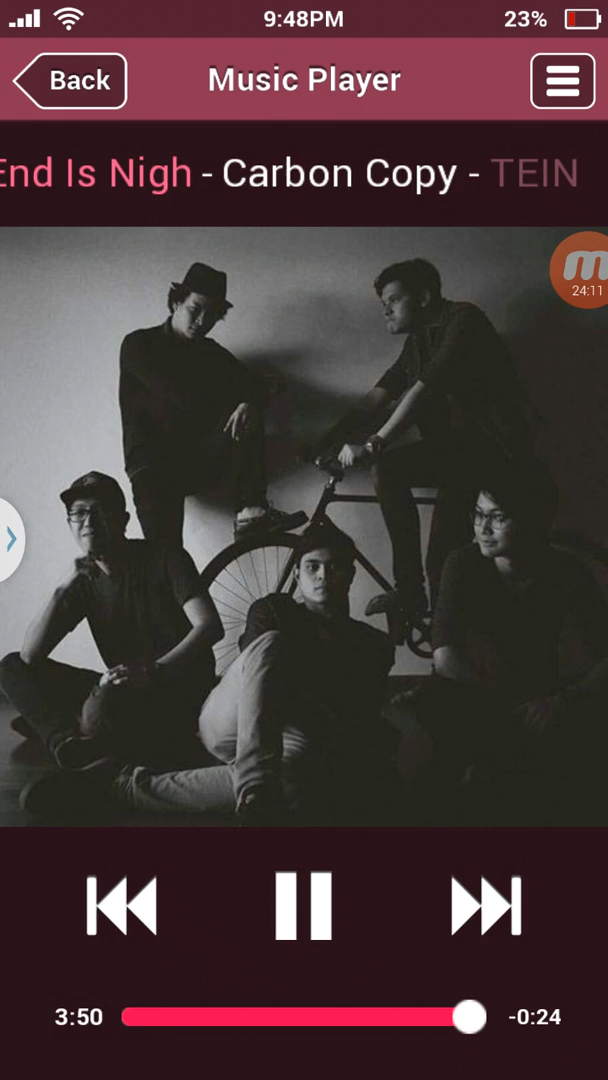 9:48PM 23%
Back Music Player
End Is Nigh - Carbon Copy - TEIN
m
24:11
3:50 -0:24